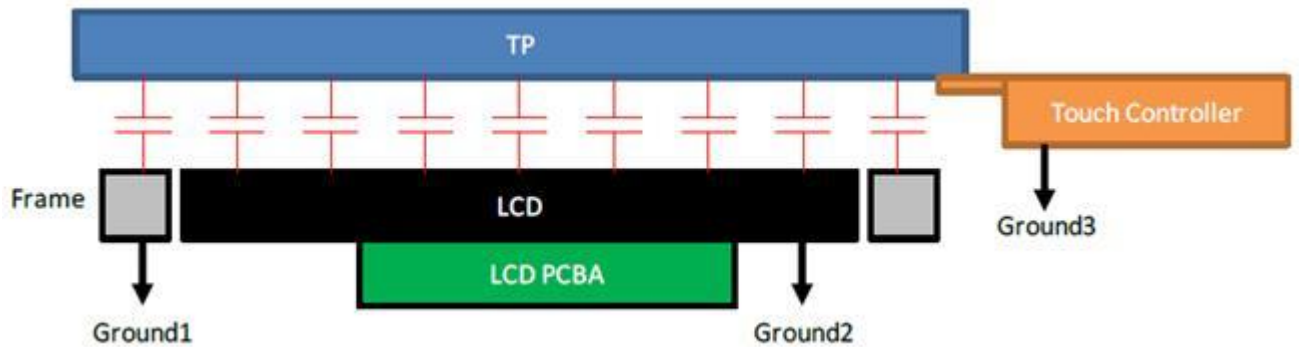 TP
Touch Controller
Frame
LCD
Ground3
LCD PCBA
Ground1
Ground2